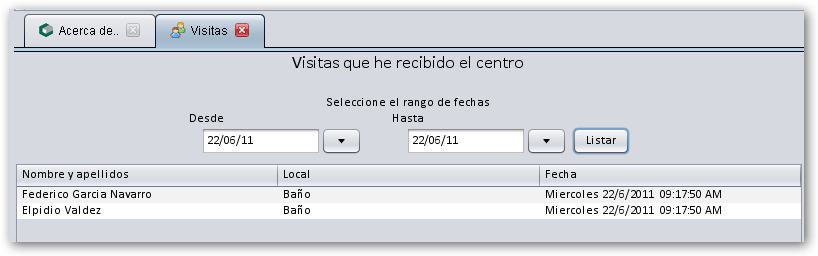 Acerca de.. Visitas
Visitas que he recibido el centro
Seleccione el rango de fechas
Desde Hasta
22/06/11 22/06/11 Listar
Nombre y apellidos Local Fecha
Federico Garcia Navarro Baño Miercoles 22/6/2011 09:17:50 AM
Elpidio Valdez Baño Miercoles 22/6/2011 09:17:50 AM